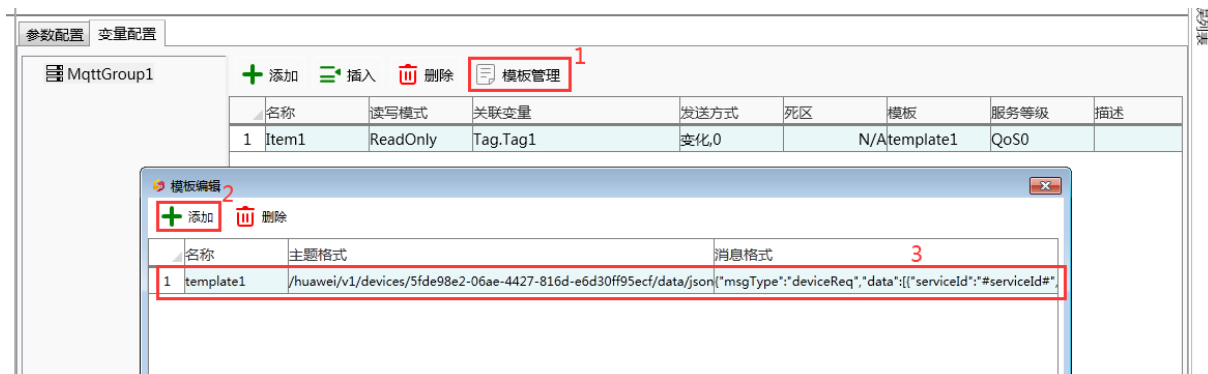 参数配置 变量配置
MqttGroup1
添加 插入 删除 模板管理 1
名称 读写模式 关联变量 发送方式 死区 模板 服务等级 描述
1 Item1 ReadOnly Tag.Tag1 变化,0 N/A template1 QoS0
模板编辑
2
添加 删除
名称 主题格式 消息格式 3
1 template1 /huawei/v1/devices/5fde98e2-06ae-4427-816d-e6d30ff95ecf/data/json {"msgType":"deviceReq","data":[{"serviceId":"#serviceId#",
列表